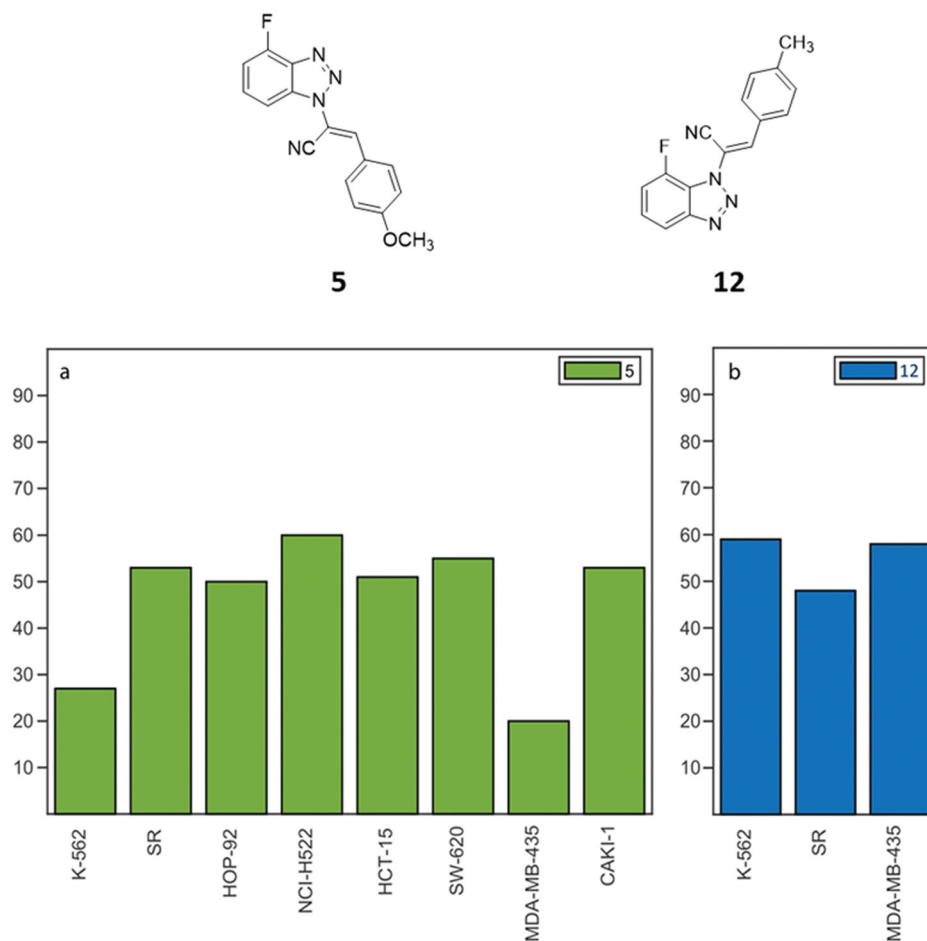 F
N
N
N
NC
OCH3
5
CH3
NC
F
N
N
N
12
a
5
90
80
70
60
50
40
30
20
10
K-562
SR
HOP-92
NCI-H522
HCT-15
SW-620
MDA-MB-435
CAKI-1
b
12
90
80
70
60
50
40
30
20
10
K-562
SR
MDA-MB-435